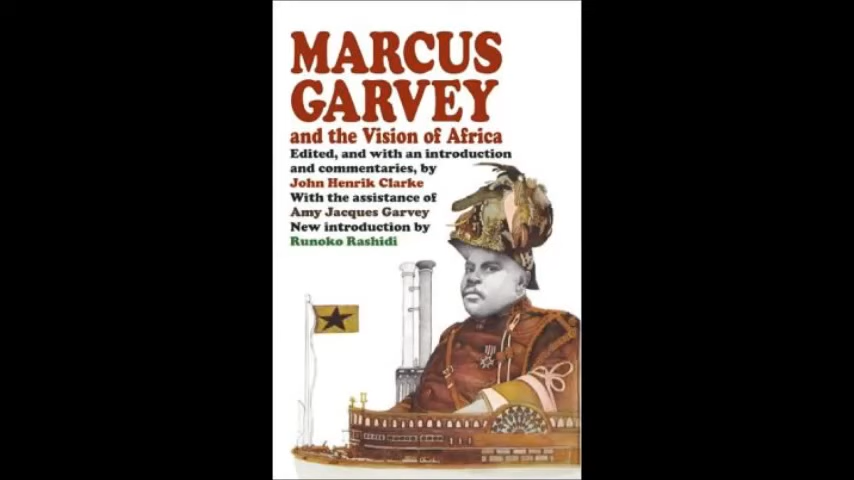 MARCUS
GARVEY
and the Vision of Africa
Edited, and with an introduction
and commentaries, by
John Henrik Clarke
With the assistance of
Amy Jacques Garvey
New introduction by
Runoko Rashidi